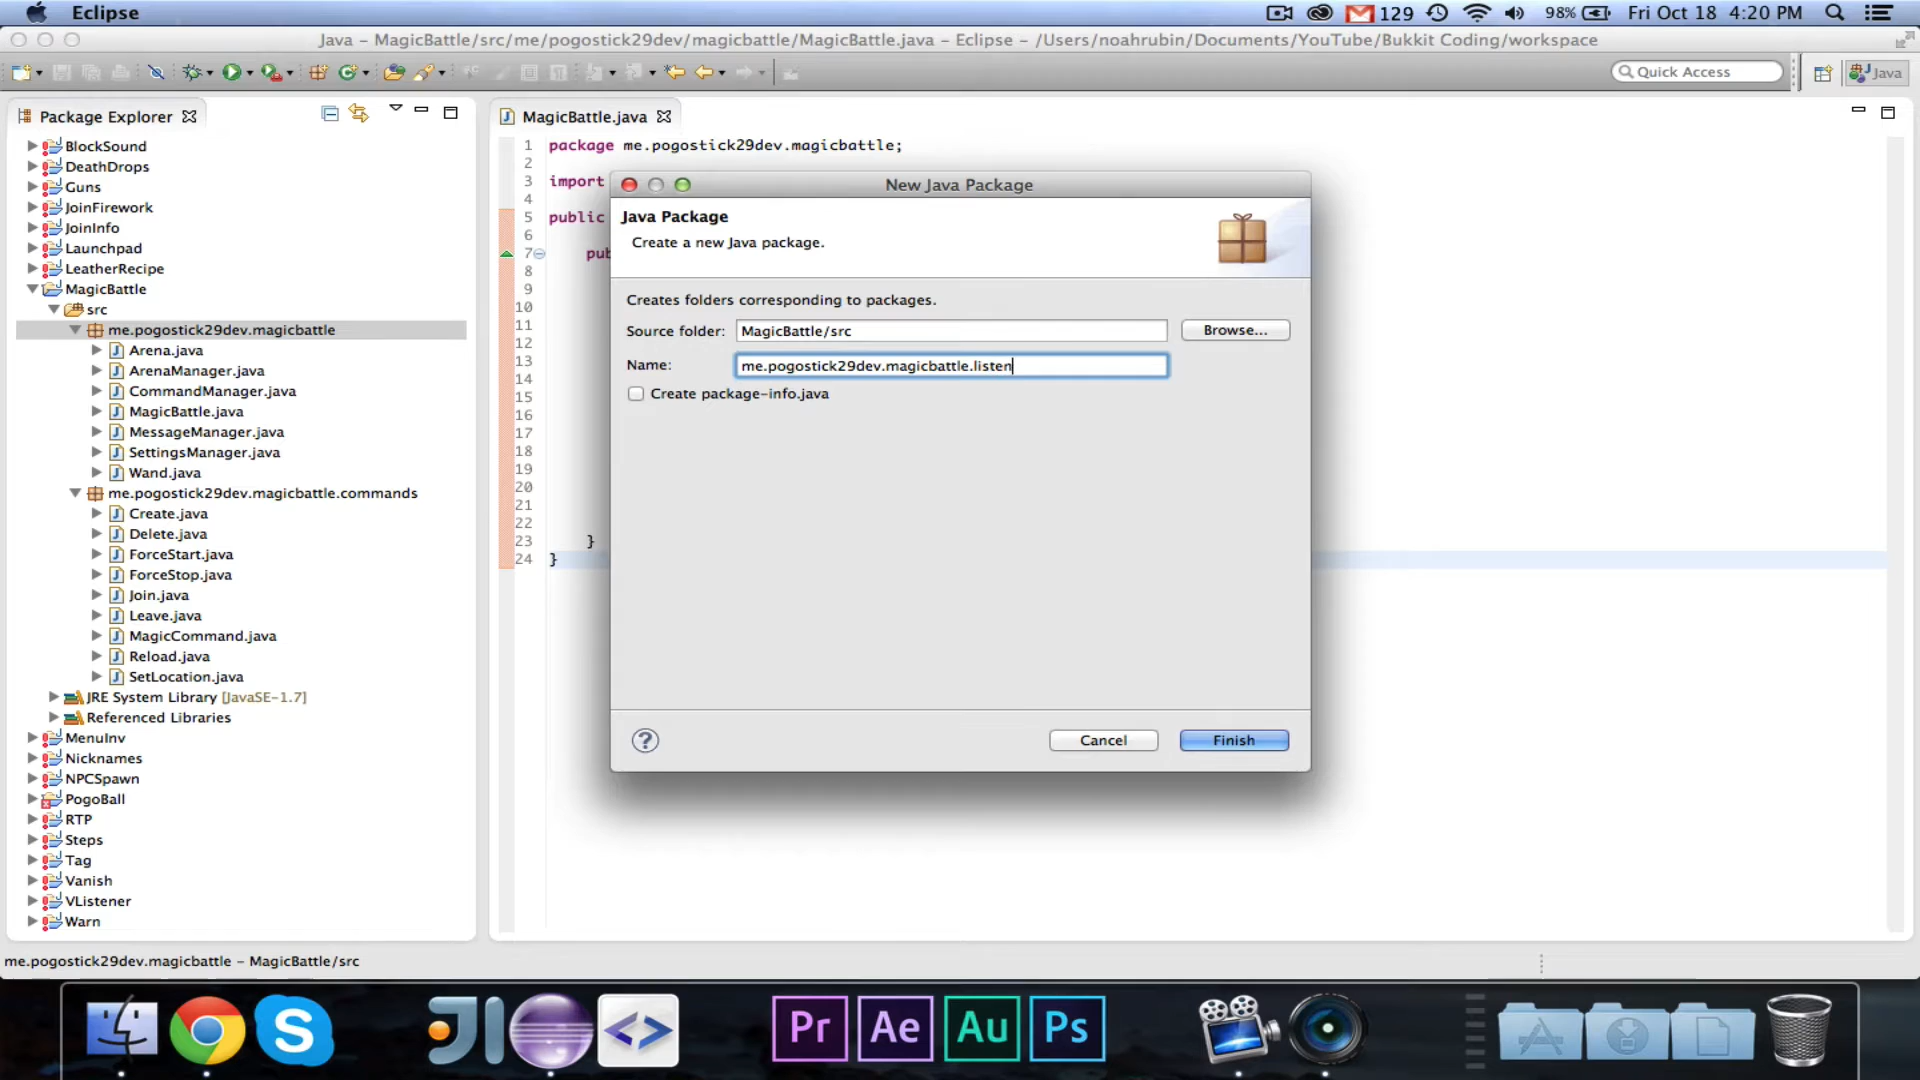 Eclipse
129
98%
Fri Oct 18 4:20 PM
Java – MagicBattle/src/me/pogostick29dev/magicbattle/MagicBattle.java – Eclipse – /Users/noahrubin/Documents/YouTube/Bukkit Coding/workspace
Quick Access
Java
Package Explorer
BlockSound
DeathDrops
Guns
JoinFirework
JoinInfo
Launchpad
LeatherRecipe
MagicBattle
src
me.pogostick29dev.magicbattle
Arena.java
ArenaManager.java
CommandManager.java
MagicBattle.java
MessageManager.java
SettingsManager.java
Wand.java
me.pogostick29dev.magicbattle.commands
Create.java
Delete.java
ForceStart.java
ForceStop.java
Join.java
Leave.java
MagicCommand.java
Reload.java
SetLocation.java
JRE System Library [JavaSE-1.7]
Referenced Libraries
MenuInv
Nicknames
NPCSpawn
PogoBall
RTP
Steps
Tag
Vanish
VListener
Warn
MagicBattle.java
1 package me.pogostick29dev.magicbattle;
2
3 import
4
5 public
6
7 pub
8
9
10
11
12
13
14
15
16
17
18
19
20
21
22
23 }
24 }
New Java Package
Java Package
Create a new Java package.
Creates folders corresponding to packages.
Source folder: MagicBattle/src Browse...
Name: me.pogostick29dev.magicbattle.listen
Create package-info.java
? Cancel Finish
me.pogostick29dev.magicbattle – MagicBattle/src
Pr Ae Au Ps